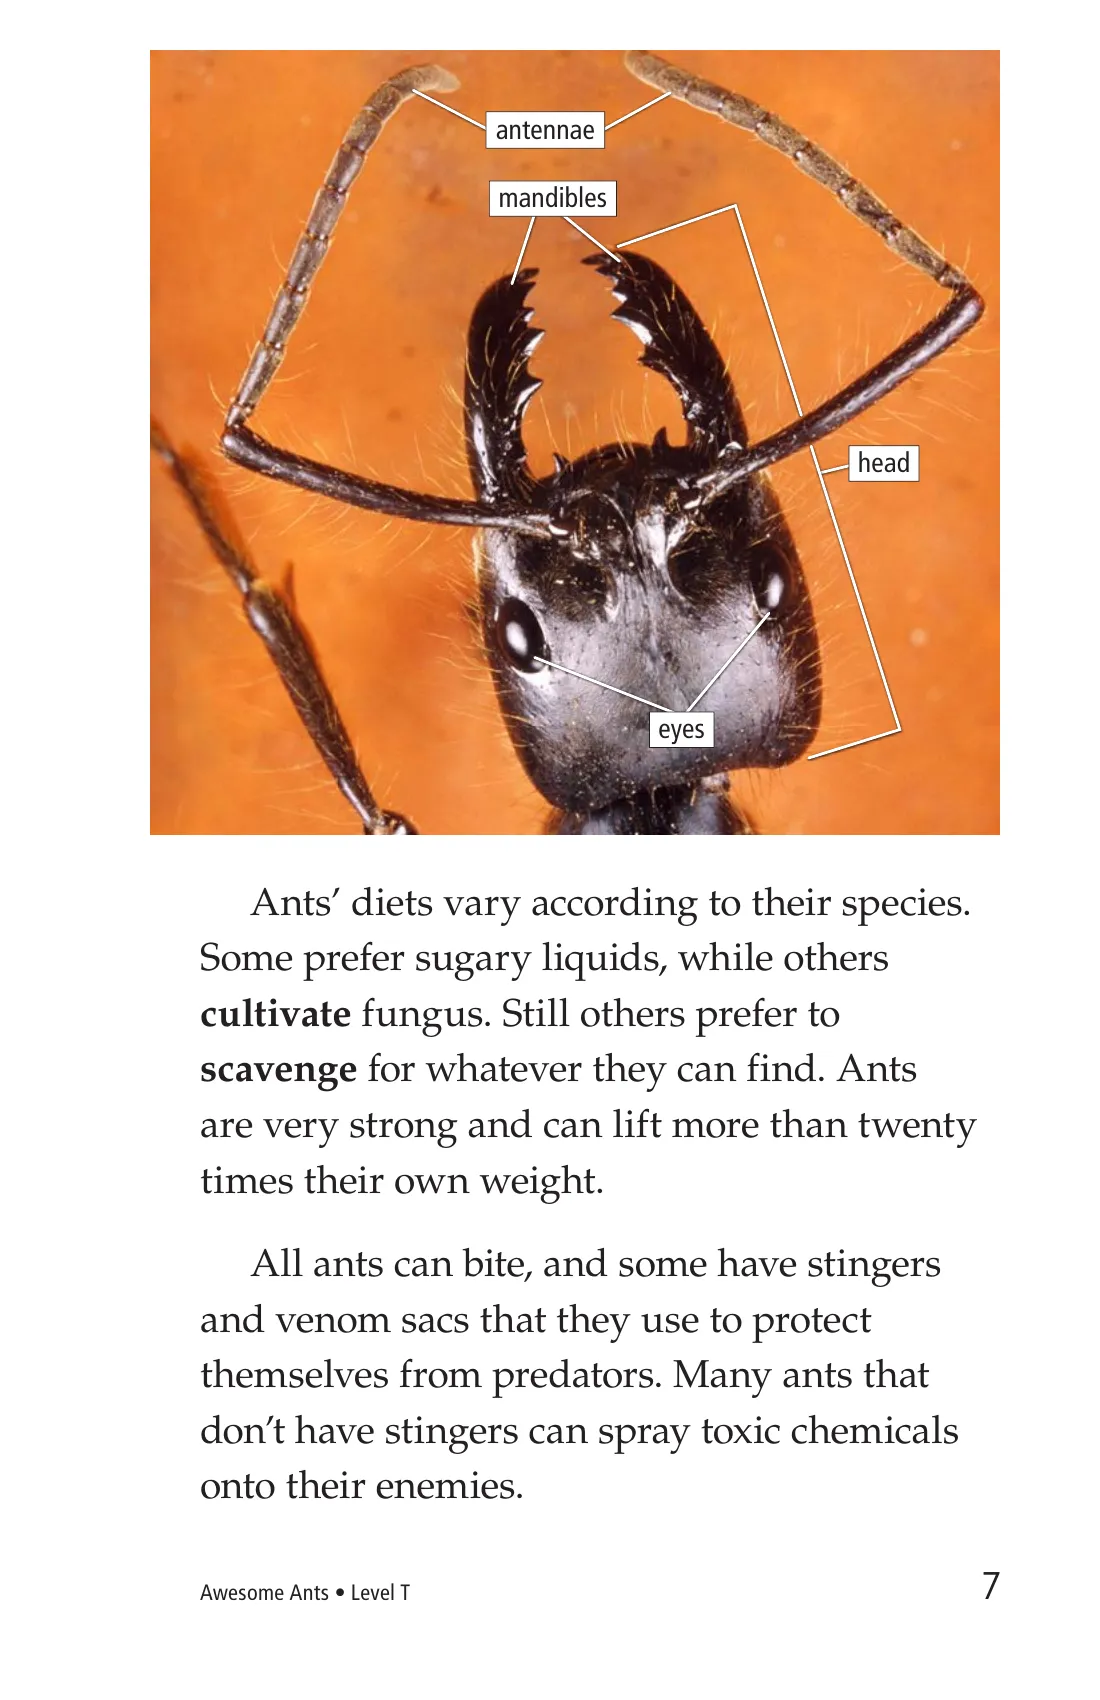 antennae
mandibles
head
eyes
Ants’ diets vary according to their species.
Some prefer sugary liquids, while others
cultivate fungus. Still others prefer to
scavenge for whatever they can find. Ants
are very strong and can lift more than twenty
times their own weight.
All ants can bite, and some have stingers
and venom sacs that they use to protect
themselves from predators. Many ants that
don’t have stingers can spray toxic chemicals
onto their enemies.
Awesome Ants • Level T
7